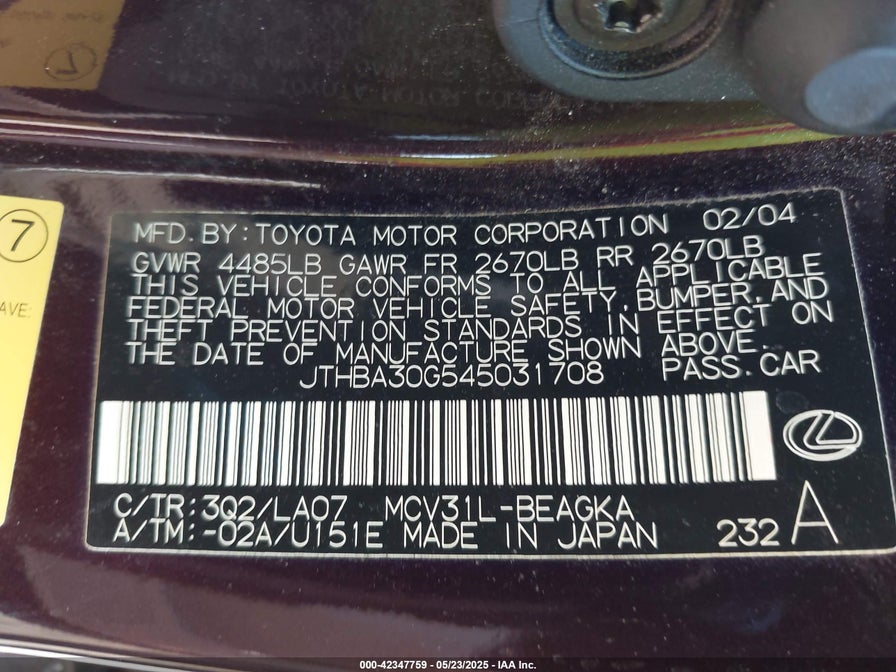 7
AVE:
MFD. BY: TOYOTA MOTOR CORPORATION 02/04
GVWR 4485LB GAWR FR 2670LB RR 2670LB
THIS VEHICLE CONFORMS TO ALL APPLICABLE
FEDERAL MOTOR VEHICLE SAFETY, BUMPER, AND
THEFT PREVENTION STANDARDS IN EFFECT ON
THE DATE OF MANUFACTURE SHOWN ABOVE.
JTHBA30G545031708 PASS. CAR
C/TR: 3Q2/LA07 MCV31L-BEAGKA
A/TM: -02A/U151E MADE IN JAPAN 232 A
000-42347759 — 05/23/2025 — IAA Inc.